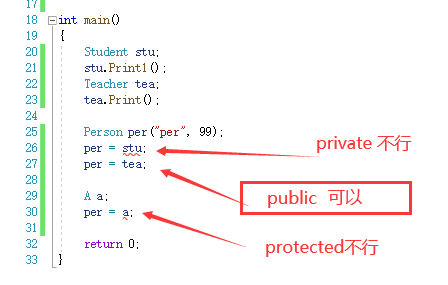 17
18 int main()
19 {
20 Student stu;
21 stu.Print1();
22 Teacher tea;
23 tea.Print();
24
25 Person per("per", 99);
26 per = stu;
private 不行
27 per = tea;
28
public 可以
29 A a;
30 per = a;
31
protected不行
32 return 0;
33 }